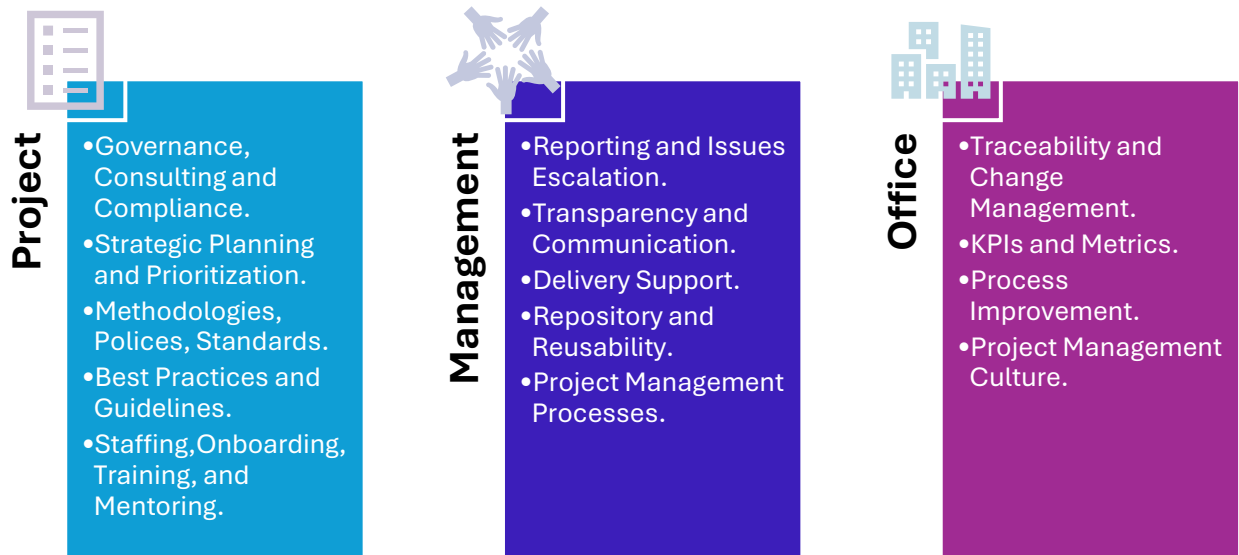 Project
•Governance,
Consulting and
Compliance.
•Strategic Planning
and Prioritization.
•Methodologies,
Polices, Standards.
•Best Practices and
Guidelines.
•Staffing,Onboarding,
Training, and
Mentoring.
Management
•Reporting and Issues
Escalation.
•Transparency and
Communication.
•Delivery Support.
•Repository and
Reusability.
•Project Management
Processes.
Office
•Traceability and
Change
Management.
•KPIs and Metrics.
•Process
Improvement.
•Project Management
Culture.